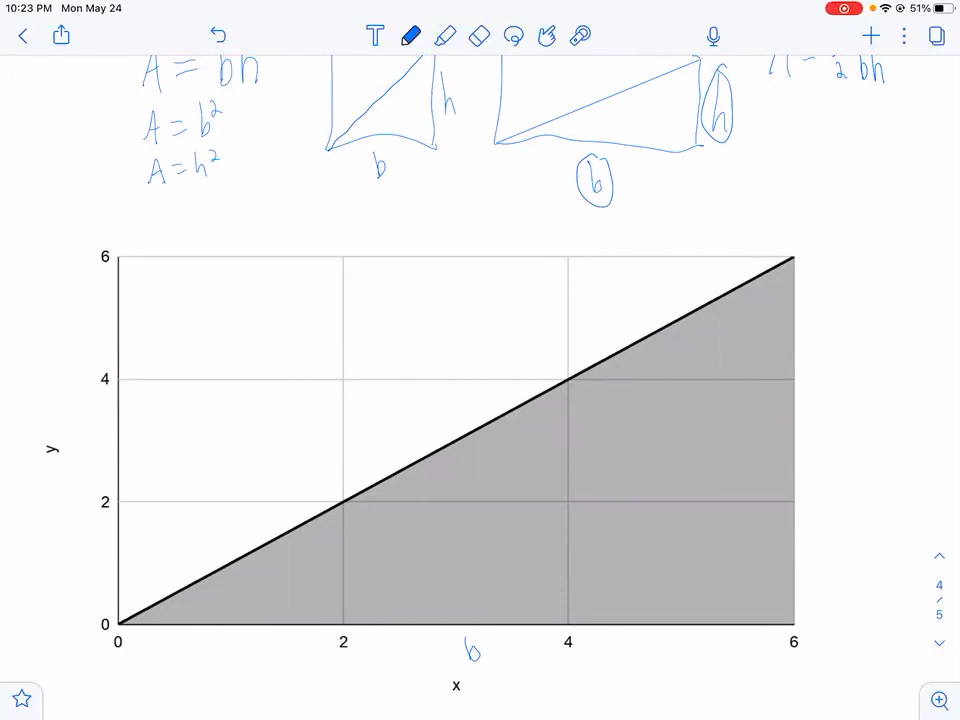 10:23 PM Mon May 24
51%
T
A = bh
A = b²
A = h²
h
b
h
b
A = ½ bh
6
4
2
0
y
0
2
4
6
b
x
4
/
5